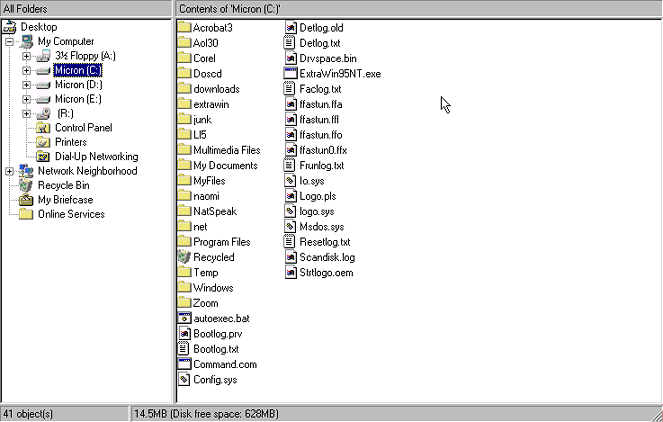 All Folders
Contents of 'Micron (C:)'
Desktop
My Computer
3½ Floppy (A:)
Micron (C:)
Micron (D:)
Micron (E:)
(R:)
Control Panel
Printers
Dial-Up Networking
Network Neighborhood
Recycle Bin
My Briefcase
Online Services
Acrobat3
Aol30
Corel
Doscd
downloads
extrawin
junk
LI5
Multimedia Files
My Documents
MyFiles
naomi
NatSpeak
net
Program Files
Recycled
Temp
Windows
Zoom
autoexec.bat
Bootlog.prv
Bootlog.txt
Command.com
Config.sys
Detlog.old
Detlog.txt
Drvspace.bin
ExtraWin95NT.exe
Faclog.txt
ffastun.ffa
ffastun.ffl
ffastun.ffo
ffastun0.ffx
Frunlog.txt
Io.sys
Logo.pls
logo.sys
Msdos.sys
Resetlog.txt
Scandisk.log
Strtlogo.oem
41 object(s)
14.5MB (Disk free space: 628MB)